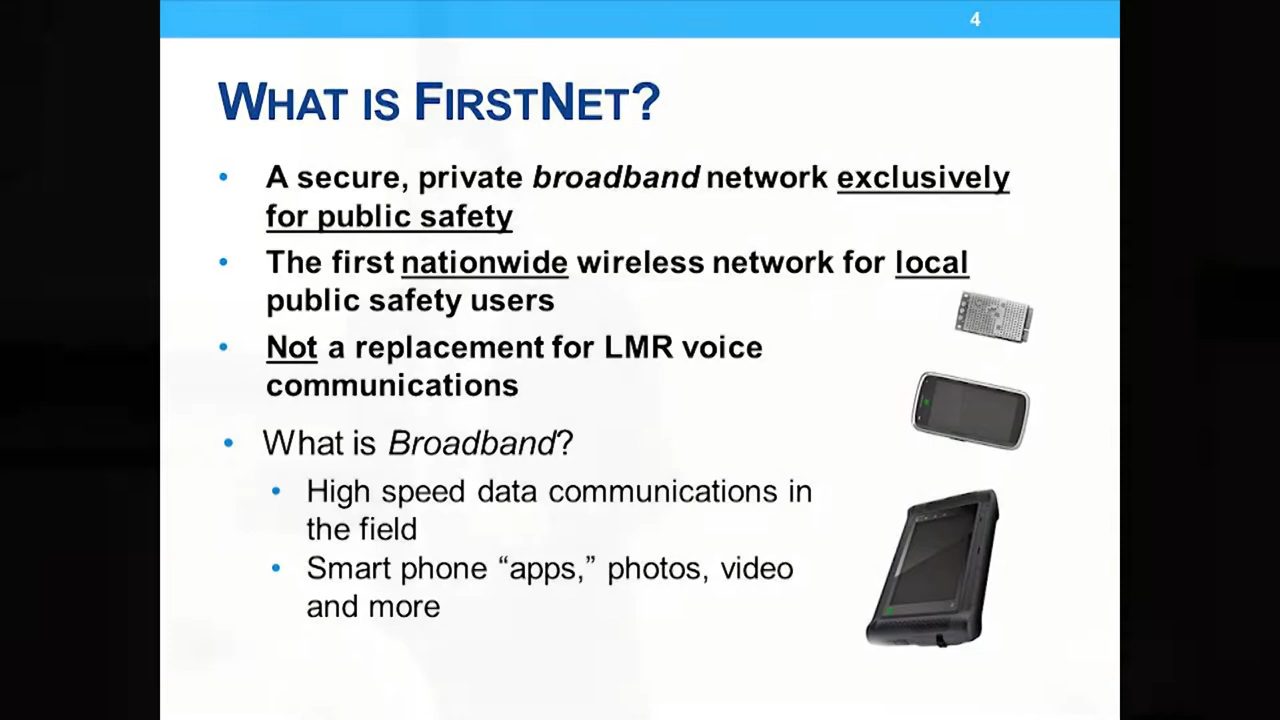 4
WHAT IS FIRSTNET?
• A secure, private broadband network exclusively
for public safety
• The first nationwide wireless network for local
public safety users
• Not a replacement for LMR voice
communications
• What is Broadband?
• High speed data communications in
the field
• Smart phone “apps,” photos, video
and more